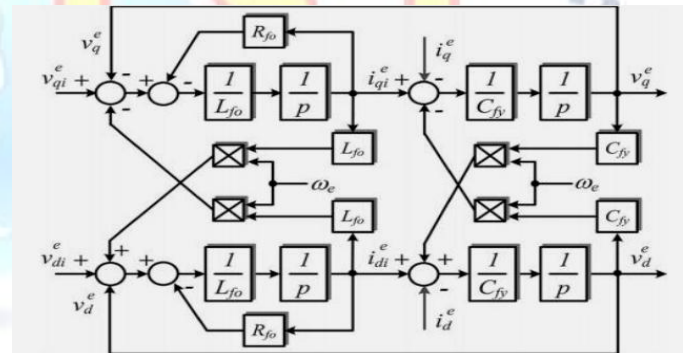 v_q^e R_fo i_q^e
v_qi^e + - + - 1/L_fo 1/p i_qi^e + - - 1/C_fy 1/p v_q^e
- -
L_fo C_fy
ω_e ω_e
L_fo C_fy
v_di^e + + + - 1/L_fo 1/p i_di^e + + - 1/C_fy 1/p v_d^e
v_d^e - R_fo i_d^e